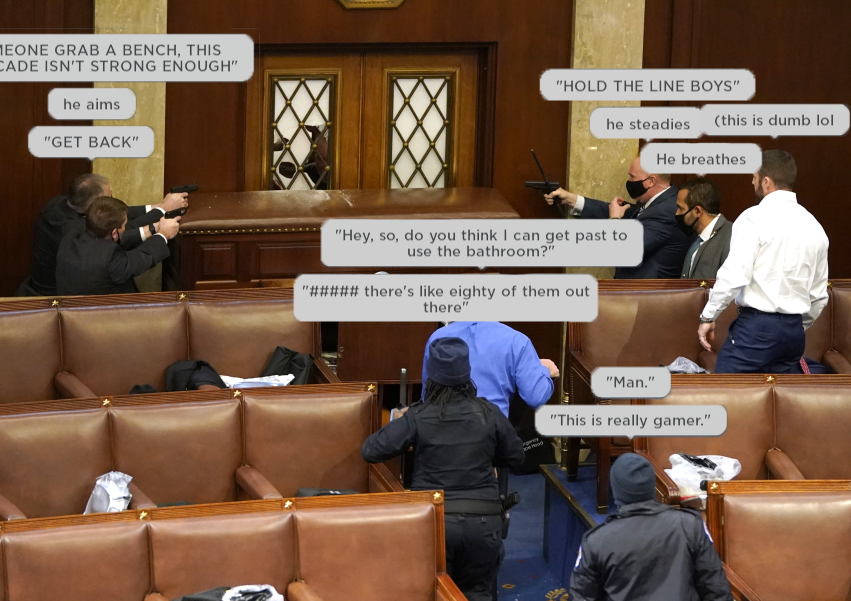 MEONE GRAB A BENCH, THIS
CADE ISN'T STRONG ENOUGH"
he aims
"GET BACK"
"HOLD THE LINE BOYS"
he steadies
(this is dumb lol
He breathes
"Hey, so, do you think I can get past to
use the bathroom?"
"##### there's like eighty of them out
there"
"Man."
"This is really gamer."